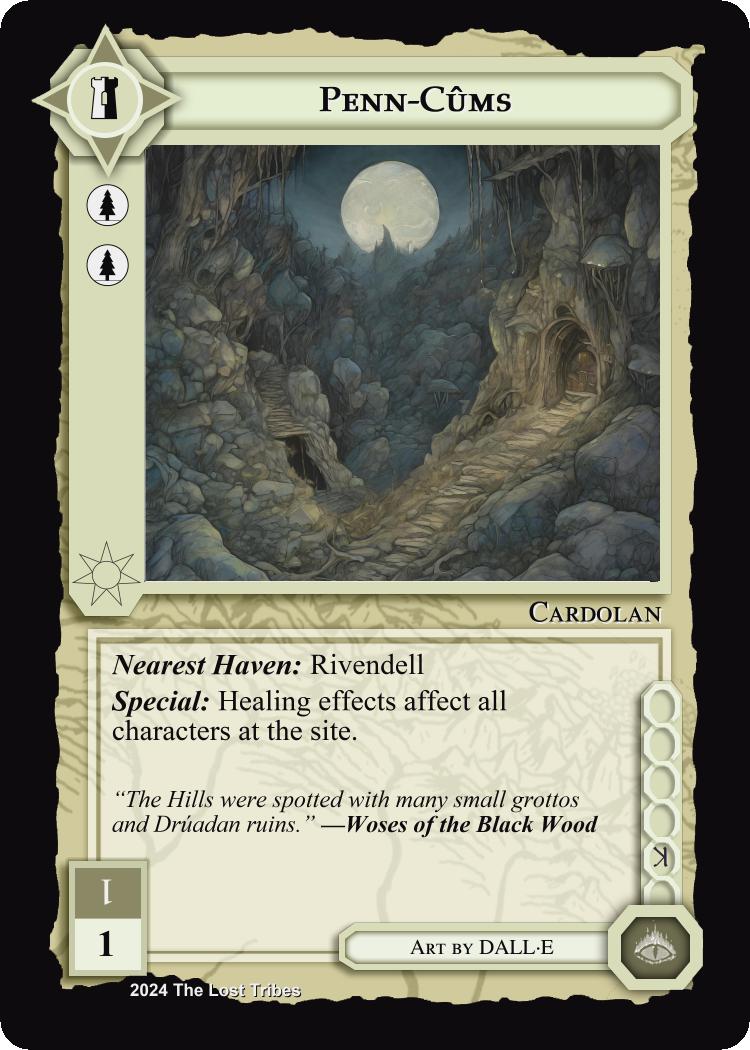 Penn-Cûms
Cardolan
Nearest Haven: Rivendell
Special: Healing effects affect all
characters at the site.
“The Hills were spotted with many small grottos
and Drúadan ruins.” —Woses of the Black Wood
K
1
1
Art by DALL·E
2024 The Lost Tribes